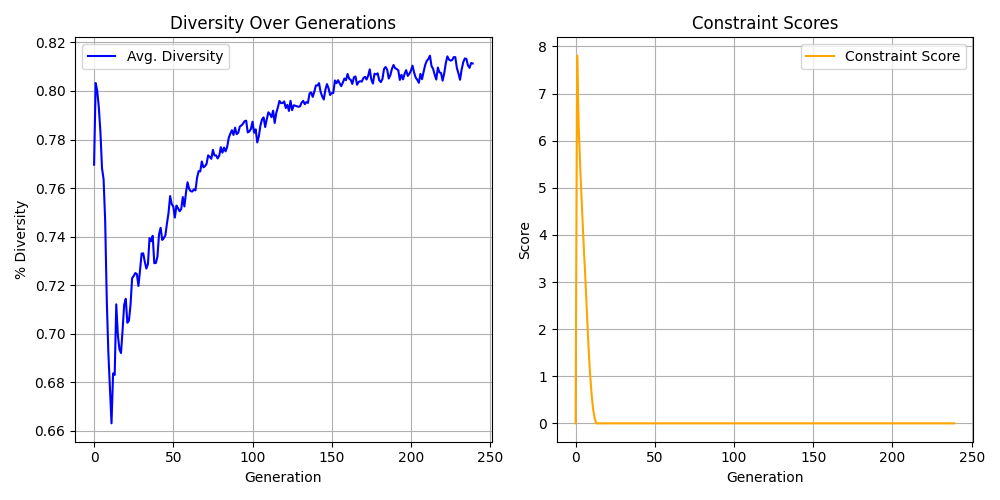 Diversity Over Generations
Avg. Diversity
% Diversity
0.82
0.80
0.78
0.76
0.74
0.72
0.70
0.68
0.66
0 50 100 150 200 250
Generation
Constraint Scores
Constraint Score
Score
8
7
6
5
4
3
2
1
0
0 50 100 150 200 250
Generation